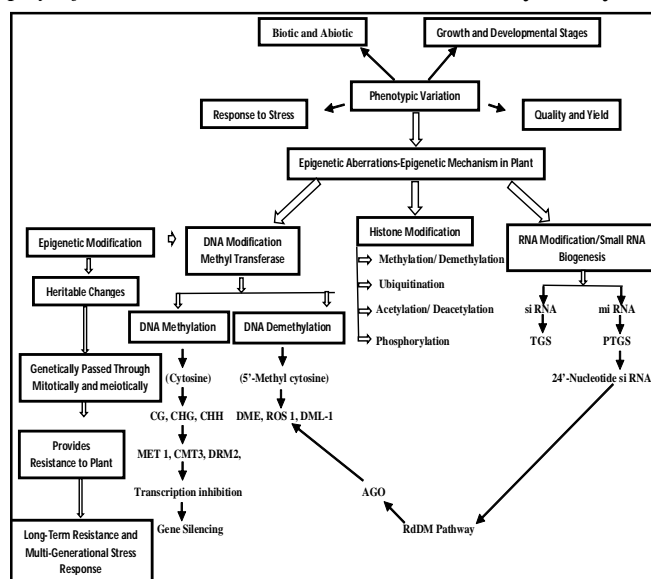 Biotic and Abiotic
Growth and Developmental Stages
Phenotypic Variation
Response to Stress
Quality and Yield
Epigenetic Aberrations-Epigenetic Mechanism in Plant
Epigenetic Modification
DNA Modification
Methyl Transferase
Histone Modification
RNA Modification/Small RNA
Biogenesis
Methylation/ Demethylation
Ubiquitination
Acetylation/ Deacetylation
Phosphorylation
Heritable Changes
DNA Methylation
DNA Demethylation
si RNA
mi RNA
TGS
PTGS
24'-Nucleotide si RNA
Genetically Passed Through
Mitotically and meiotically
(Cytosine)
(5'-Methyl cytosine)
CG, CHG, CHH
DME, ROS 1, DML-1
MET 1, CMT3, DRM2,
Provides
Resistance to Plant
Transcription inhibition
AGO
Gene Silencing
RdDM Pathway
Long-Term Resistance and
Multi-Generational Stress
Response